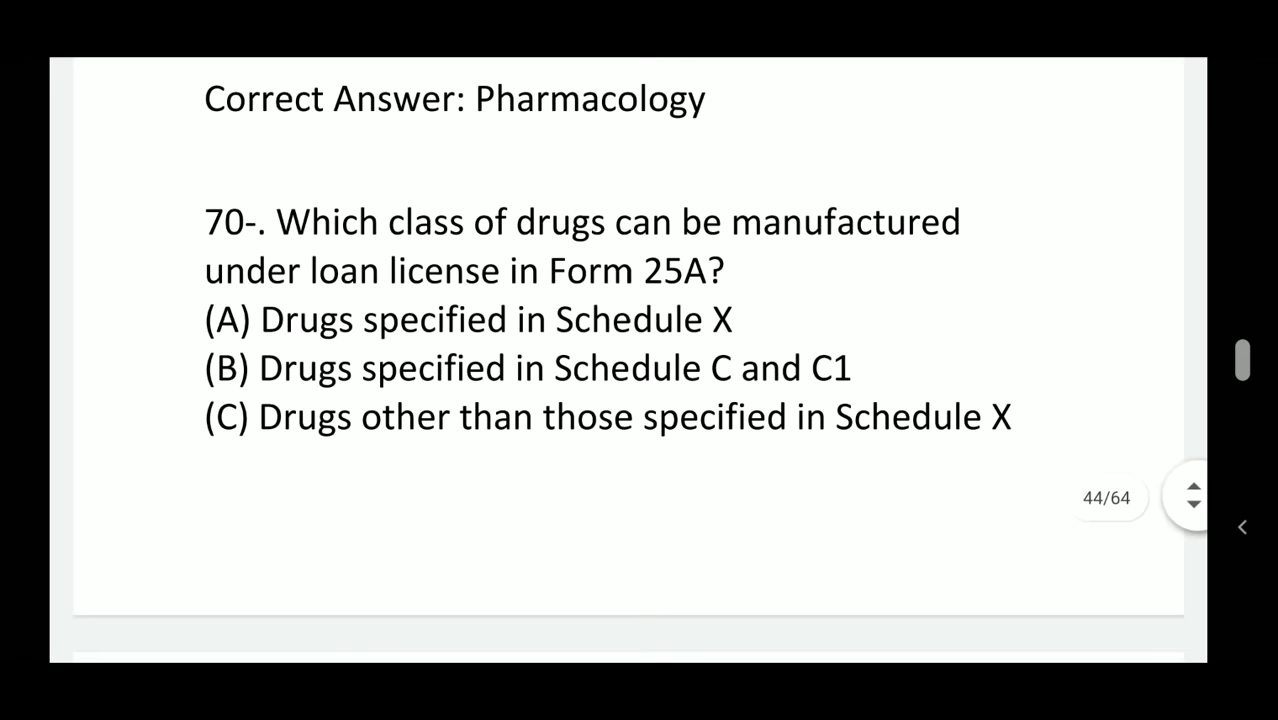 Correct Answer: Pharmacology
70-. Which class of drugs can be manufactured
under loan license in Form 25A?
(A) Drugs specified in Schedule X
(B) Drugs specified in Schedule C and C1
(C) Drugs other than those specified in Schedule X
44/64